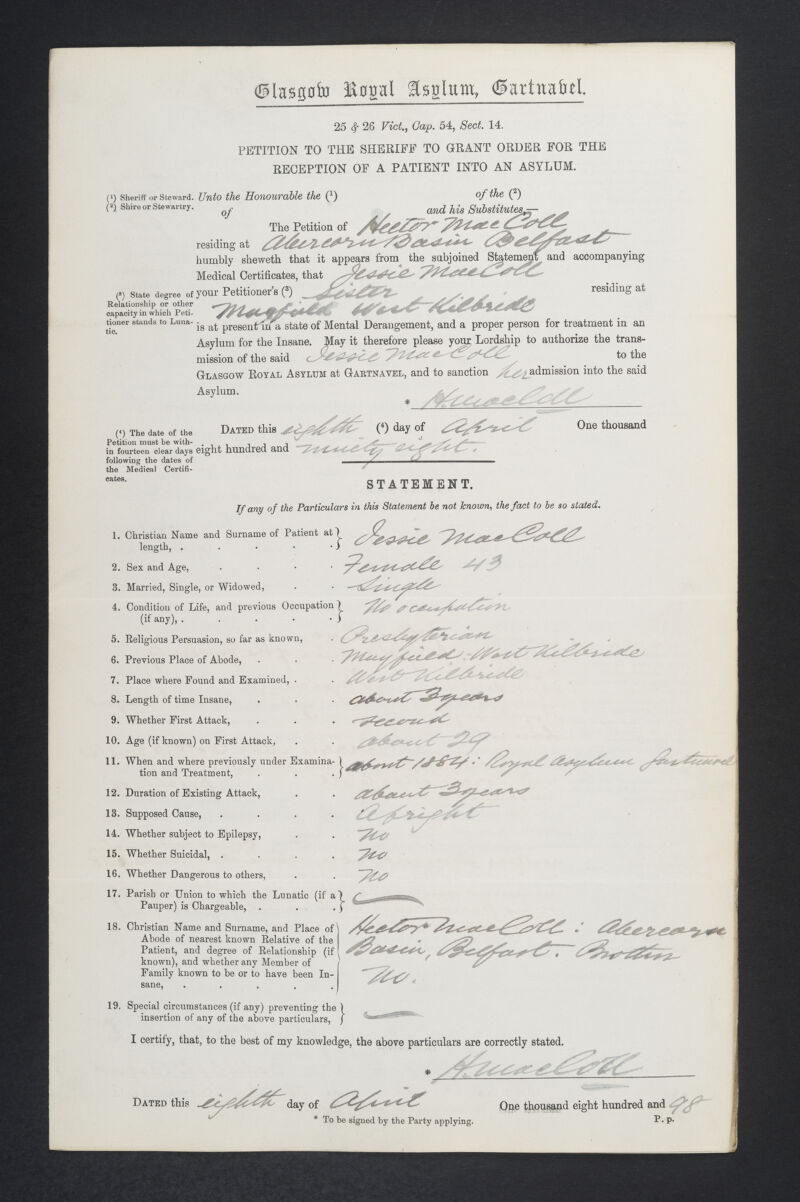 Glasgow Royal Asylum, Gartnavel.
25 & 26 Vict., Cap. 54, Sect. 14.
PETITION TO THE SHERIFF TO GRANT ORDER FOR THE
RECEPTION OF A PATIENT INTO AN ASYLUM.
(¹) Sheriff or Steward.
(²) Shire or Stewartry.
Unto the Honourable the (¹) of the (²)
of and his Substitutes,—
The Petition of Hector MacColl
residing at Abercorn Basin Belfast
humbly sheweth that it appears from the subjoined Statement and accompanying
Medical Certificates, that Jessie MacColl
(³) State degree of
Relationship or other
capacity in which Peti-
tioner stands to Luna-
tic.
your Petitioner's (³) Sister residing at
Mayfield West Kilbride
is at present in a state of Mental Derangement, and a proper person for treatment in an
Asylum for the Insane. May it therefore please your Lordship to authorize the trans-
mission of the said Jessie MacColl to the
GLASGOW ROYAL ASYLUM at GARTNAVEL, and to sanction her admission into the said
Asylum.
* H. MacColl
(⁴) The date of the
Petition must be with-
in fourteen clear days
following the dates of
the Medical Certifi-
cates.
DATED this eighth (⁴) day of April One thousand
eight hundred and ninety eight.
STATEMENT.
If any of the Particulars in this Statement be not known, the fact to be so stated.
1. Christian Name and Surname of Patient at
length, . . . . . Jessie MacColl
2. Sex and Age, . . . . Female 43
3. Married, Single, or Widowed, . . Single
4. Condition of Life, and previous Occupation
(if any), . . . . . No occupation
5. Religious Persuasion, so far as known, . Presbyterian
6. Previous Place of Abode, . . . Mayfield, West Kilbride
7. Place where Found and Examined, . . West Kilbride
8. Length of time Insane, . . . about 3 years
9. Whether First Attack, . . . second
10. Age (if known) on First Attack, . . about 29
11. When and where previously under Examina-
tion and Treatment, . . . about 1884: Royal Asylum Gartnavel
12. Duration of Existing Attack, . . about 3 years
13. Supposed Cause, . . . . A fright
14. Whether subject to Epilepsy, . . No
15. Whether Suicidal, . . . . No
16. Whether Dangerous to others, . . No
17. Parish or Union to which the Lunatic (if a
Pauper) is Chargeable, . . .
18. Christian Name and Surname, and Place of
Abode of nearest known Relative of the
Patient, and degree of Relationship (if
known), and whether any Member of
Family known to be or to have been In-
sane, . . . . .
Hector MacColl: Abercorn
Basin, Belfast. Brother
No.
19. Special circumstances (if any) preventing the
insertion of any of the above particulars,
I certify, that, to the best of my knowledge, the above particulars are correctly stated.
* H. MacColl
DATED this eighth day of April One thousand eight hundred and 98
* To be signed by the Party applying. P. p.